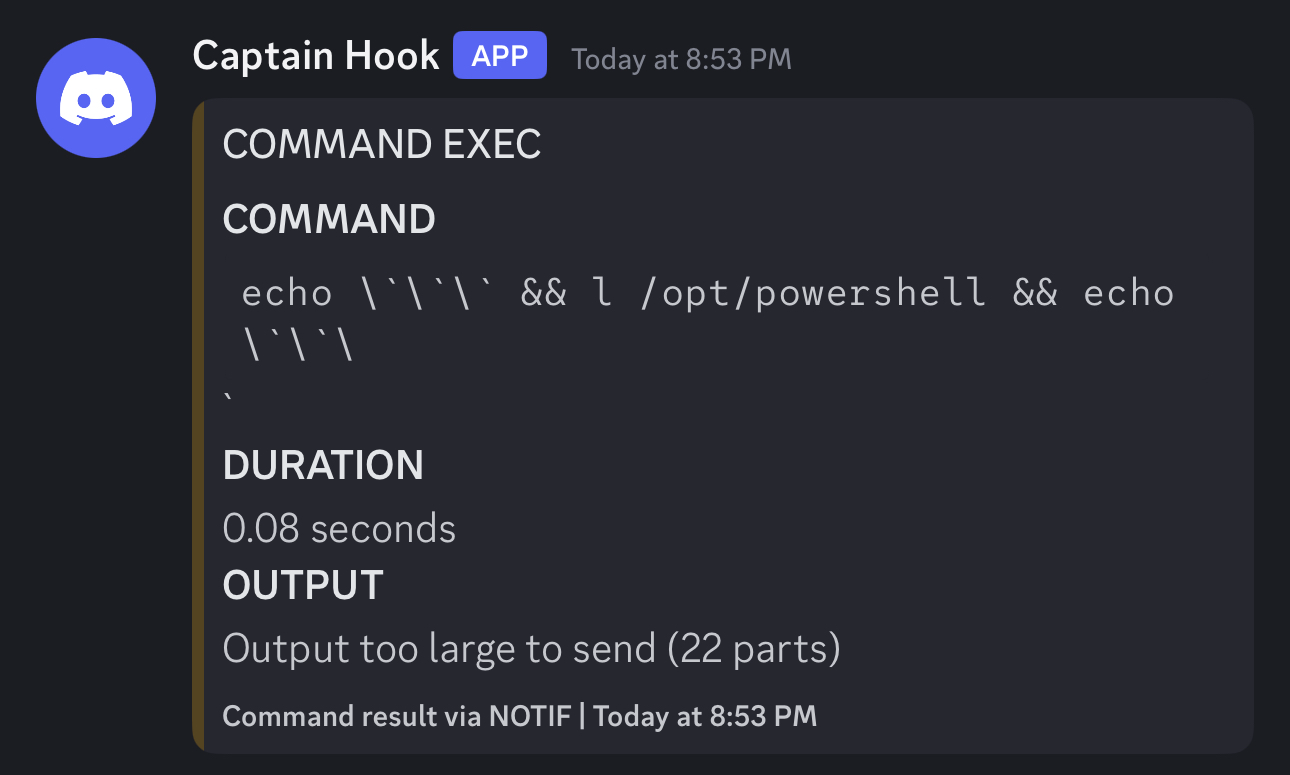 Captain Hook APP Today at 8:53 PM
COMMAND EXEC
COMMAND
echo \`\`\` && l /opt/powershell && echo
\`\`\
`
DURATION
0.08 seconds
OUTPUT
Output too large to send (22 parts)
Command result via NOTIF | Today at 8:53 PM